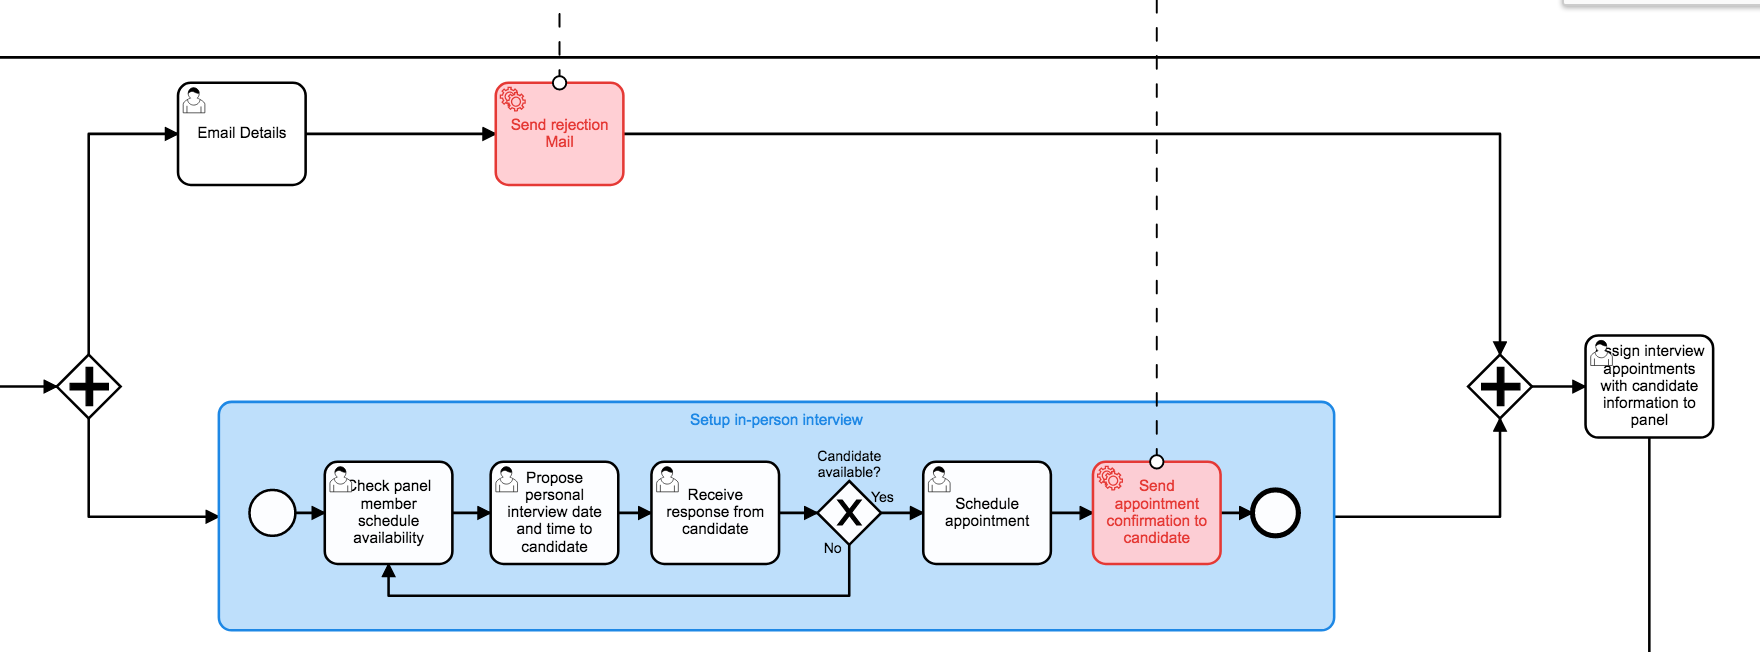 Email Details
Send rejection
Mail
Setup in-person interview
Check panel
member
schedule
availability
Propose
personal
interview date
and time to
candidate
Receive
response from
candidate
Candidate
available?
Yes
No
Schedule
appointment
Send
appointment
confirmation to
candidate
ssign interview
appointments
with candidate
information to
panel